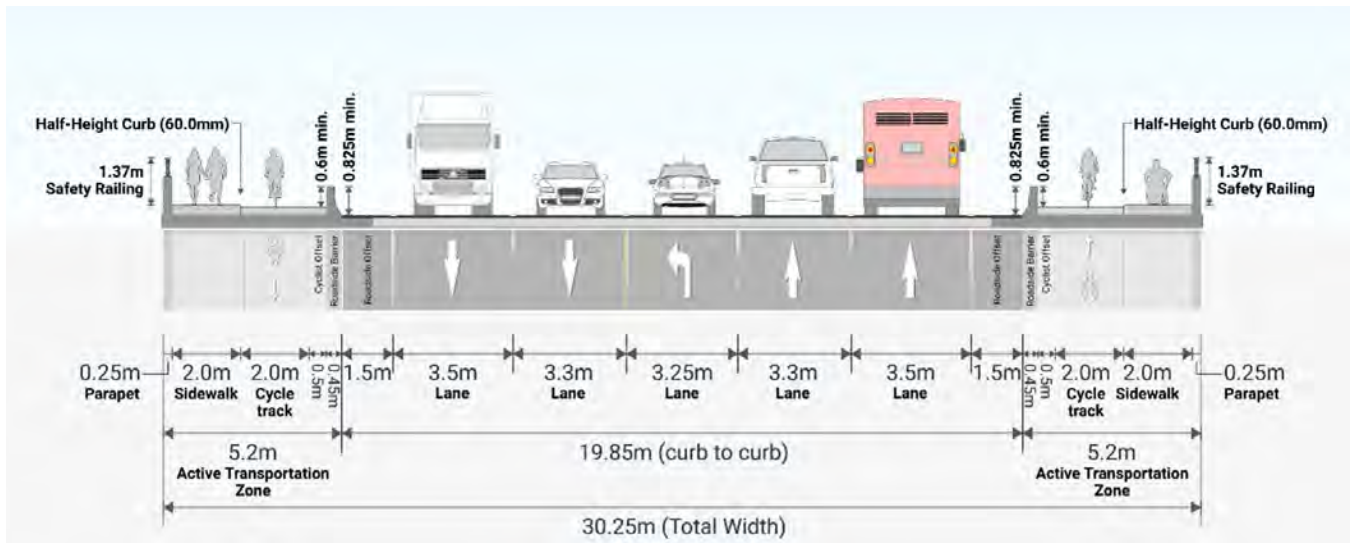 Half-Height Curb (60.0mm)
1.37m
Safety Railing
0.6m min.
0.825m min.
0.825m min.
0.6m min.
Half-Height Curb (60.0mm)
1.37m
Safety Railing
Cyclist Offset
Roadside Barrier
Roadside Offset
Roadside Offset
Roadside Barrier
Cyclist Offset
0.25m
Parapet
2.0m
Sidewalk
2.0m
Cycle
track
0.5m
0.45m
1.5m
3.5m
Lane
3.3m
Lane
3.25m
Lane
3.3m
Lane
3.5m
Lane
1.5m
0.45m
0.5m
2.0m
Cycle
track
2.0m
Sidewalk
0.25m
Parapet
5.2m
Active Transportation
Zone
19.85m (curb to curb)
5.2m
Active Transportation
Zone
30.25m (Total Width)